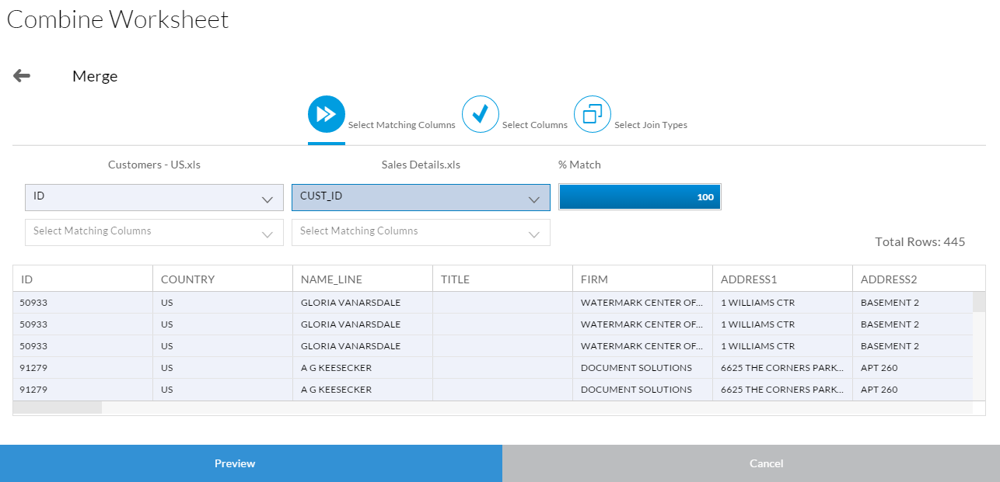 Combine Worksheet
Merge
Select Matching Columns Select Columns Select Join Types
Customers - US.xls Sales Details.xls % Match
ID CUST_ID 100
Select Matching Columns Select Matching Columns
Total Rows: 445
ID COUNTRY NAME_LINE TITLE FIRM ADDRESS1 ADDRESS2
50933 US GLORIA VANARSDALE WATERMARK CENTER OF... 1 WILLIAMS CTR BASEMENT 2
50933 US GLORIA VANARSDALE WATERMARK CENTER OF... 1 WILLIAMS CTR BASEMENT 2
50933 US GLORIA VANARSDALE WATERMARK CENTER OF... 1 WILLIAMS CTR BASEMENT 2
91279 US A G KEESECKER DOCUMENT SOLUTIONS 6625 THE CORNERS PARK... APT 260
91279 US A G KEESECKER DOCUMENT SOLUTIONS 6625 THE CORNERS PARK... APT 260
Preview Cancel